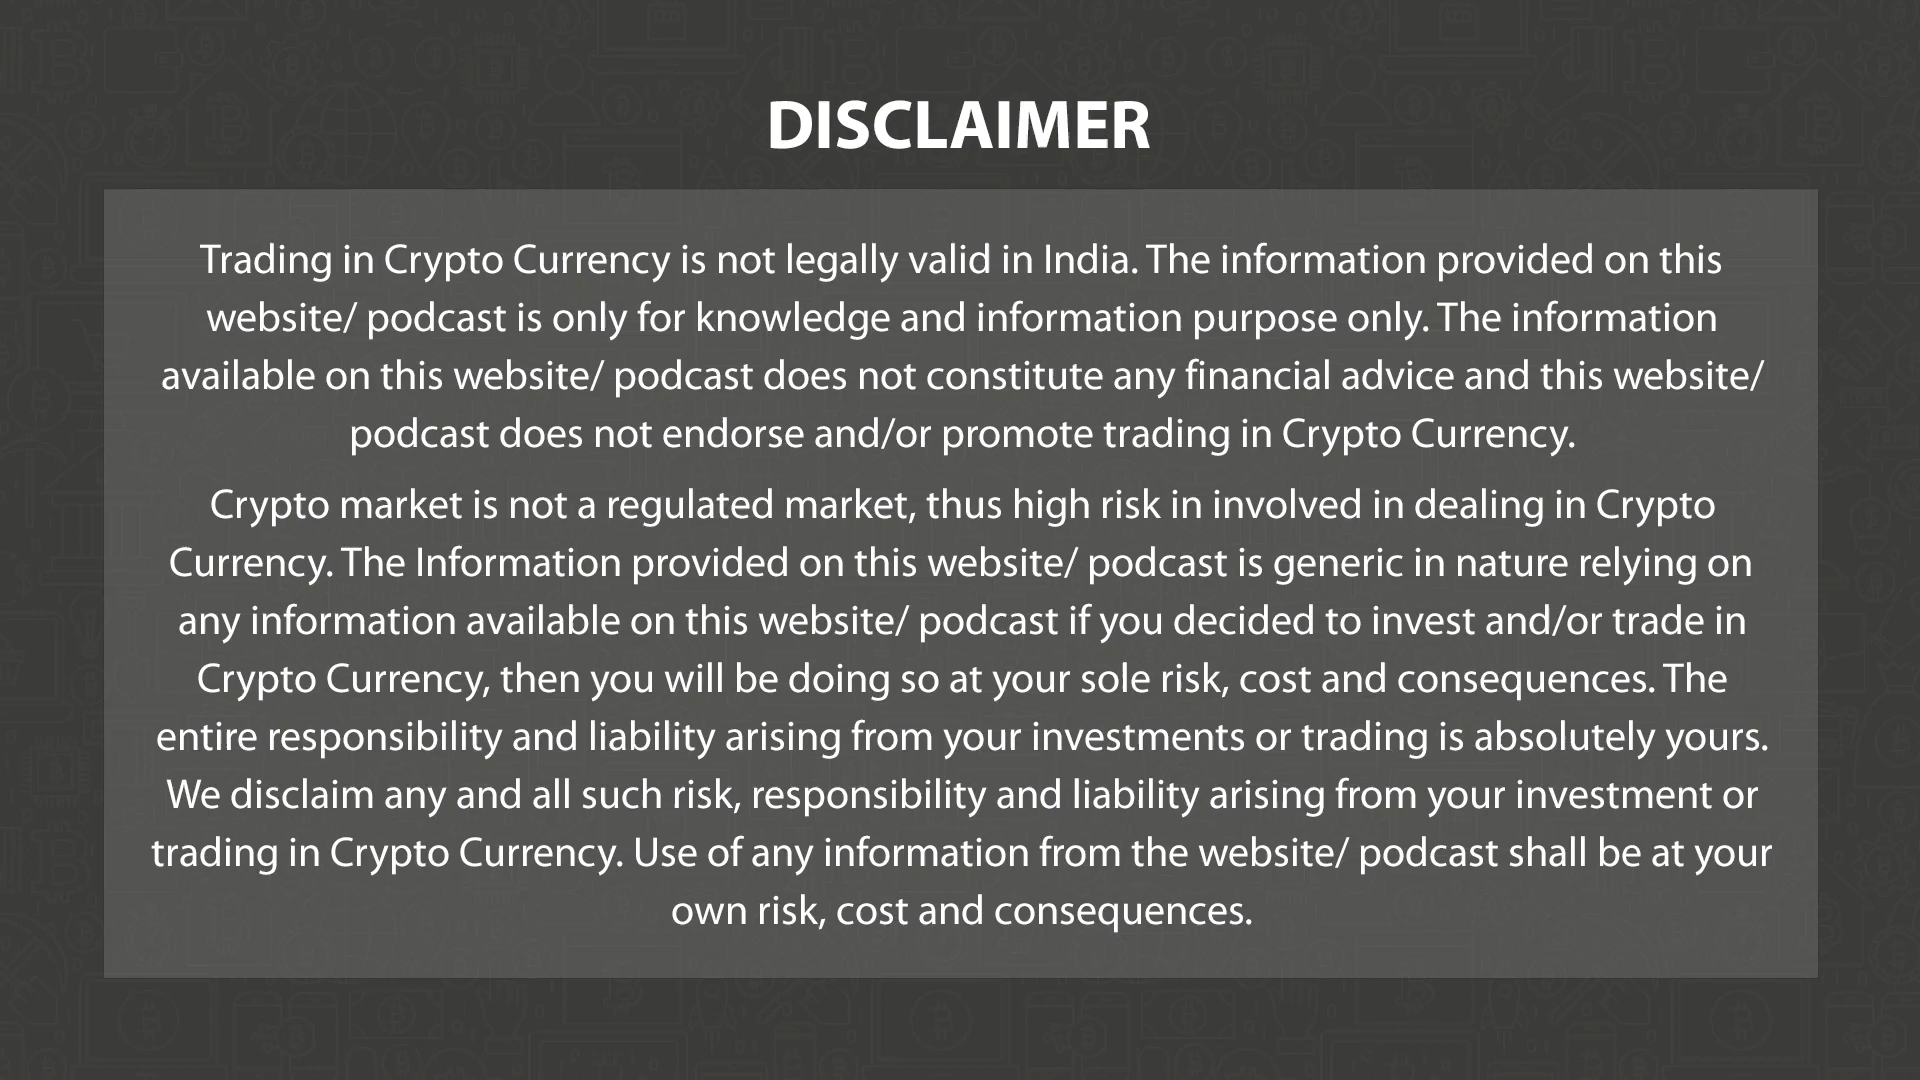 DISCLAIMER
Trading in Crypto Currency is not legally valid in India. The information provided on this
website/ podcast is only for knowledge and information purpose only. The information
available on this website/ podcast does not constitute any financial advice and this website/
podcast does not endorse and/or promote trading in Crypto Currency.
Crypto market is not a regulated market, thus high risk in involved in dealing in Crypto
Currency. The Information provided on this website/ podcast is generic in nature relying on
any information available on this website/ podcast if you decided to invest and/or trade in
Crypto Currency, then you will be doing so at your sole risk, cost and consequences. The
entire responsibility and liability arising from your investments or trading is absolutely yours.
We disclaim any and all such risk, responsibility and liability arising from your investment or
trading in Crypto Currency. Use of any information from the website/ podcast shall be at your
own risk, cost and consequences.